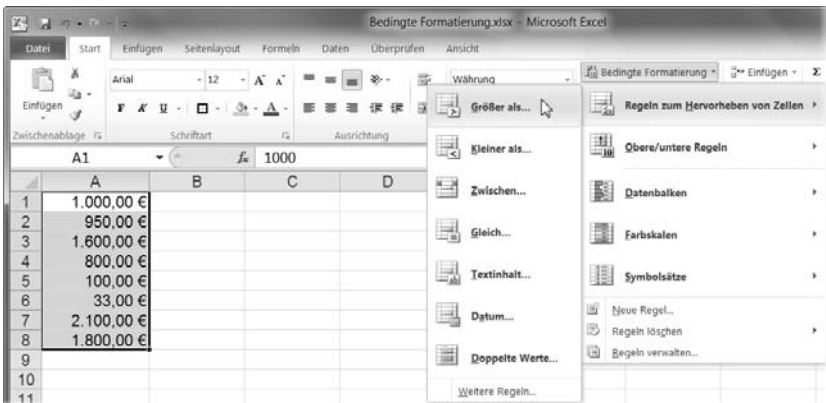 Bedingte Formatierung.xlsx - Microsoft Excel
Datei Start Einfügen Seitenlayout Formeln Daten Überprüfen Ansicht
Arial 12 A A Währung Bedingte Formatierung Einfügen Σ
Einfügen F K U A
Zwischenablage Schriftart Ausrichtung
A1 fx 1000
A B C D
1 1.000,00 €
2 950,00 €
3 1.600,00 €
4 800,00 €
5 100,00 €
6 33,00 €
7 2.100,00 €
8 1.800,00 €
9
10
11
Größer als...
Kleiner als...
Zwischen...
Gleich...
Textinhalt...
Datum...
Doppelte Werte...
Weitere Regeln...
Regeln zum Hervorheben von Zellen
Obere/untere Regeln
Datenbalken
Farbskalen
Symbolsätze
Neue Regel...
Regeln löschen
Regeln verwalten...